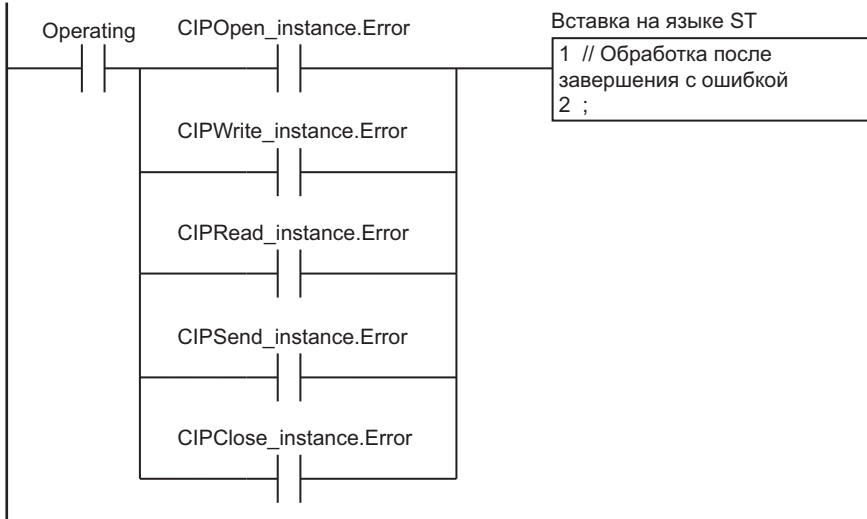 Operating
CIPOpen_instance.Error
Вставка на языке ST
1 // Обработка после
завершения с ошибкой
2 ;
CIPWrite_instance.Error
CIPRead_instance.Error
CIPSend_instance.Error
CIPClose_instance.Error